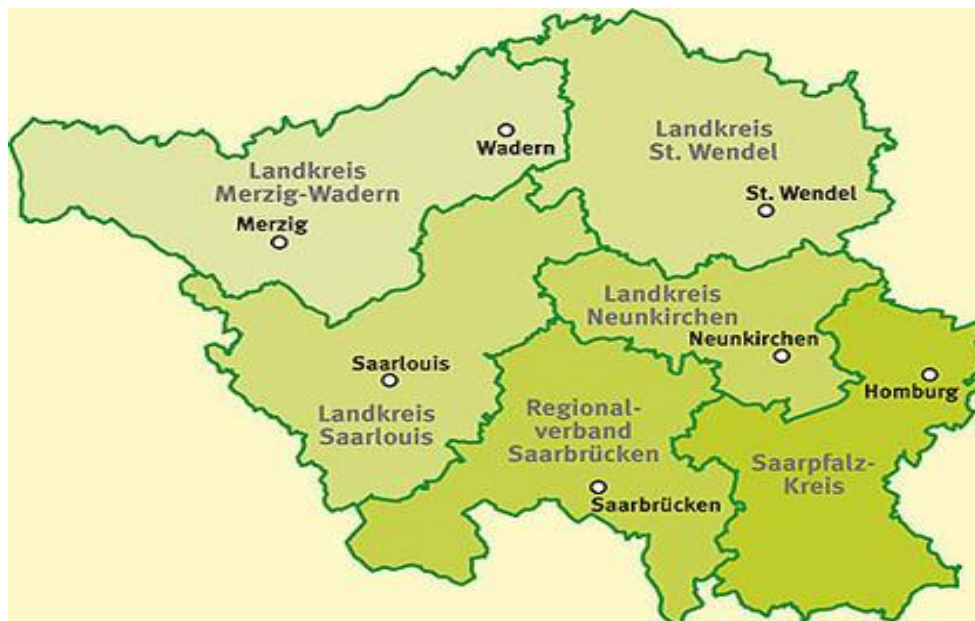 Landkreis
St. Wendel
Wadern
Landkreis
Merzig-Wadern
St. Wendel
Merzig
Landkreis
Neunkirchen
Neunkirchen
Saarlouis
Homburg
Landkreis
Saarlouis
Regional-
verband
Saarbrücken
Saarpfalz-
Kreis
Saarbrücken